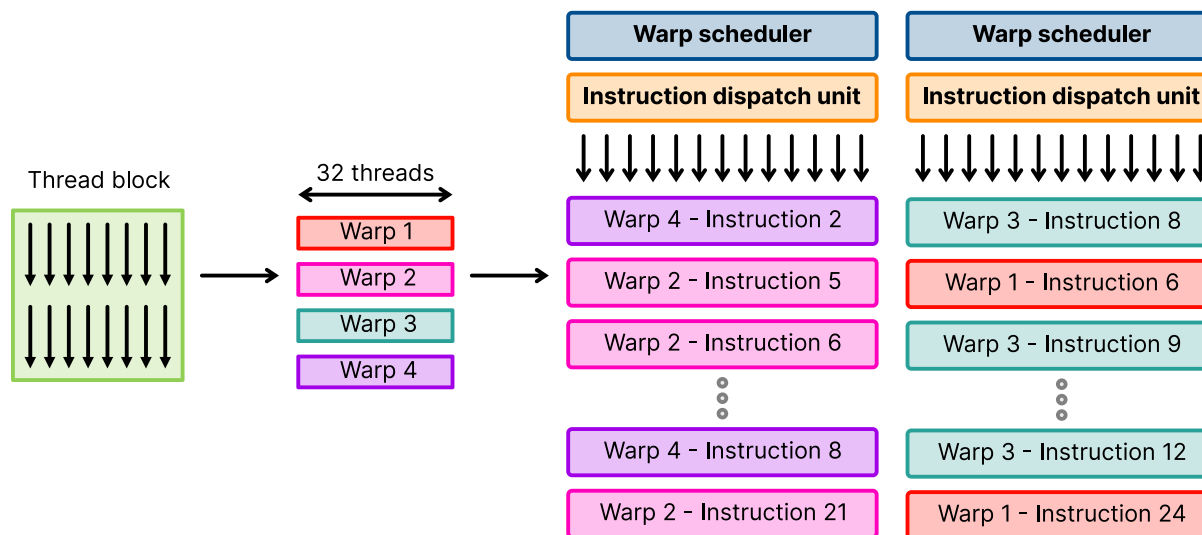 Thread block
32 threads
Warp 1
Warp 2
Warp 3
Warp 4
Warp scheduler
Instruction dispatch unit
Warp 4 - Instruction 2
Warp 2 - Instruction 5
Warp 2 - Instruction 6
Warp 4 - Instruction 8
Warp 2 - Instruction 21
Warp scheduler
Instruction dispatch unit
Warp 3 - Instruction 8
Warp 1 - Instruction 6
Warp 3 - Instruction 9
Warp 3 - Instruction 12
Warp 1 - Instruction 24